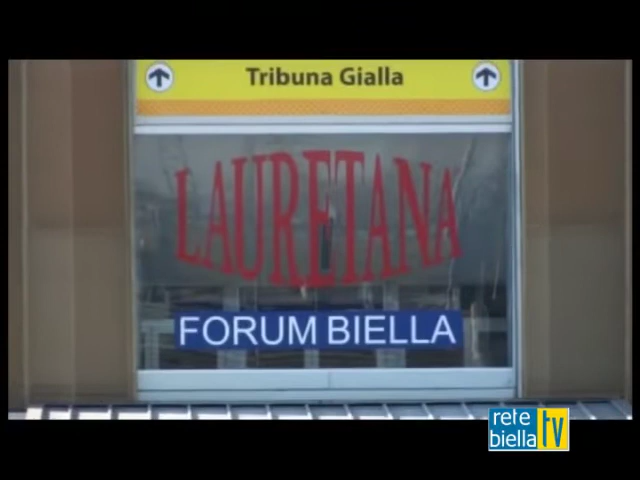 Tribuna Gialla
LAURETANA
FORUM BIELLA
rete
biella tv